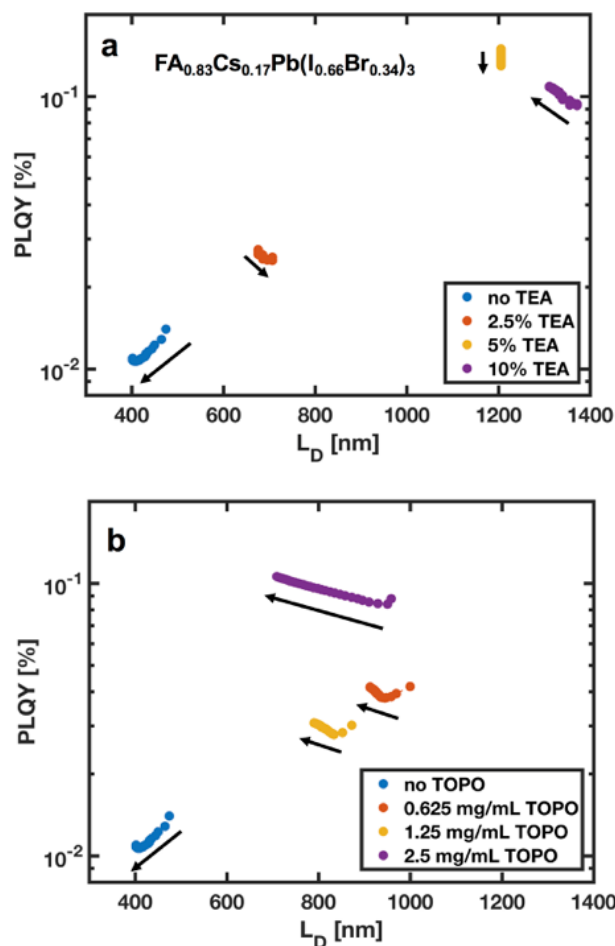 a
FA₀.₈₃Cs₀.₁₇Pb(I₀.₆₆Br₀.₃₄)₃
PLQY [%]
10⁻¹
10⁻²
no TEA
2.5% TEA
5% TEA
10% TEA
400 600 800 1000 1200 1400
L_D [nm]
b
PLQY [%]
10⁻¹
10⁻²
no TOPO
0.625 mg/mL TOPO
1.25 mg/mL TOPO
2.5 mg/mL TOPO
400 600 800 1000 1200 1400
L_D [nm]